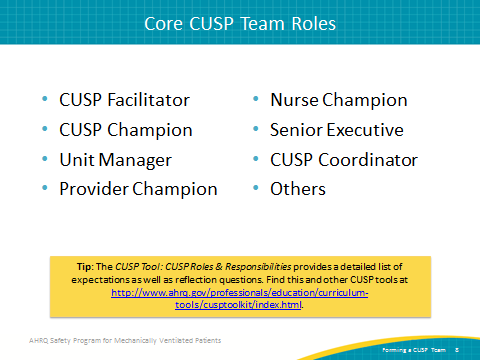 Core CUSP Team Roles
• CUSP Facilitator
• CUSP Champion
• Unit Manager
• Provider Champion
• Nurse Champion
• Senior Executive
• CUSP Coordinator
• Others
Tip: The CUSP Tool: CUSP Roles & Responsibilities provides a detailed list of
expectations as well as reflection questions. Find this and other CUSP tools at
http://www.ahrq.gov/professionals/education/curriculum-
tools/cusptoolkit/index.html.
AHRQ Safety Program for Mechanically Ventilated Patients
Forming a CUSP Team 8